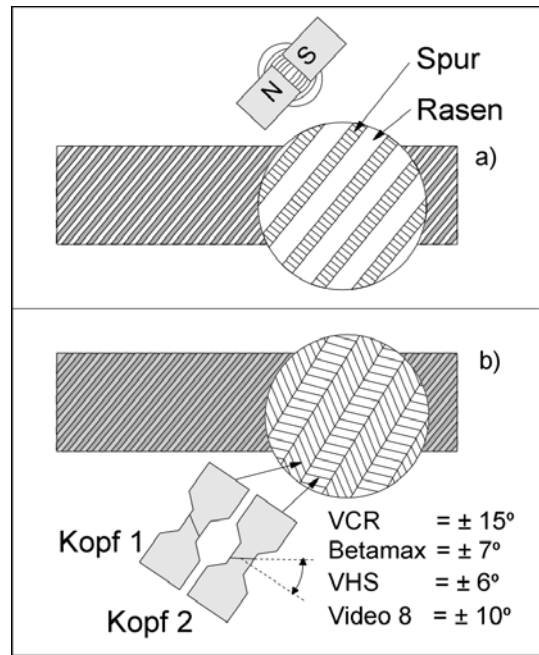 S
N
Spur
Rasen
a)
b)
Kopf 1
Kopf 2
VCR = ± 15º
Betamax = ± 7º
VHS = ± 6º
Video 8 = ± 10º